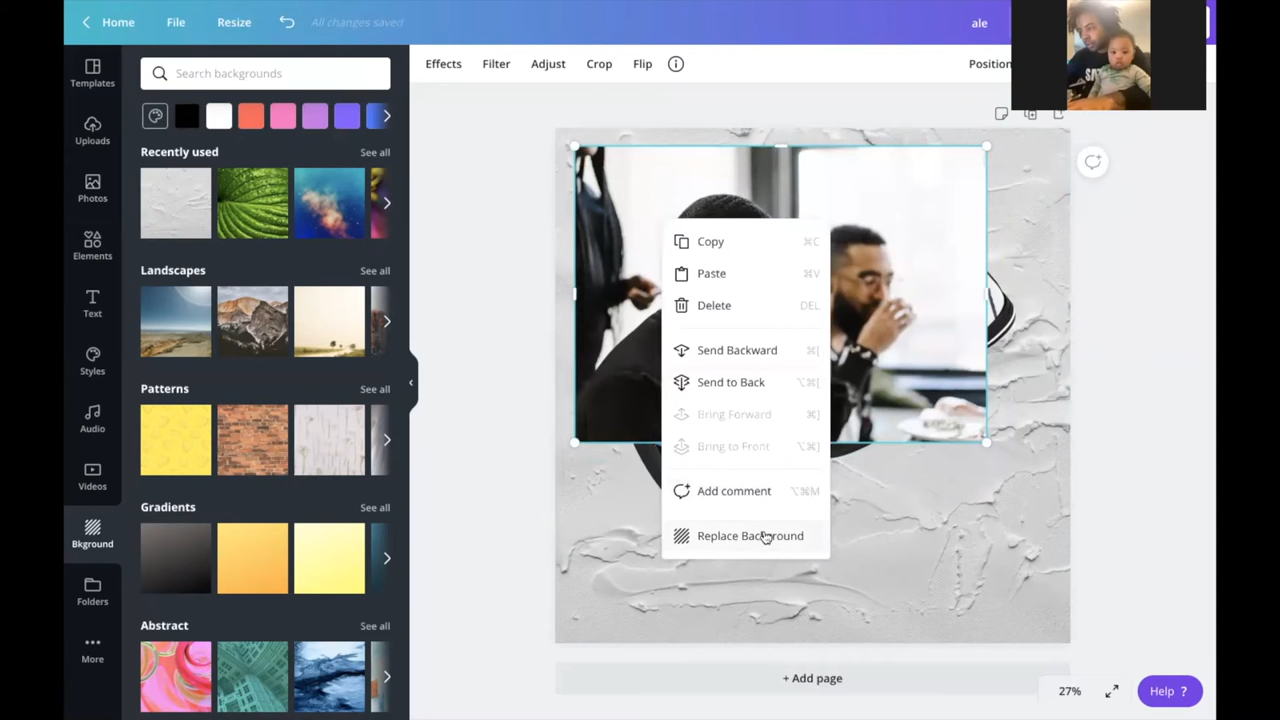 Home
File
Resize
All changes saved
ale
Templates
Uploads
Photos
Elements
Text
Styles
Audio
Videos
Bkground
Folders
More
Search backgrounds
Recently used
See all
Landscapes
See all
Patterns
See all
Gradients
See all
Abstract
See all
Effects
Filter
Adjust
Crop
Flip
Position
Copy ⌘C
Paste ⌘V
Delete DEL
Send Backward ⌘[
Send to Back ⌥⌘[
Bring Forward ⌘]
Bring to Front ⌥⌘]
Add comment ⌥⌘M
Replace Background
+ Add page
27%
Help ?